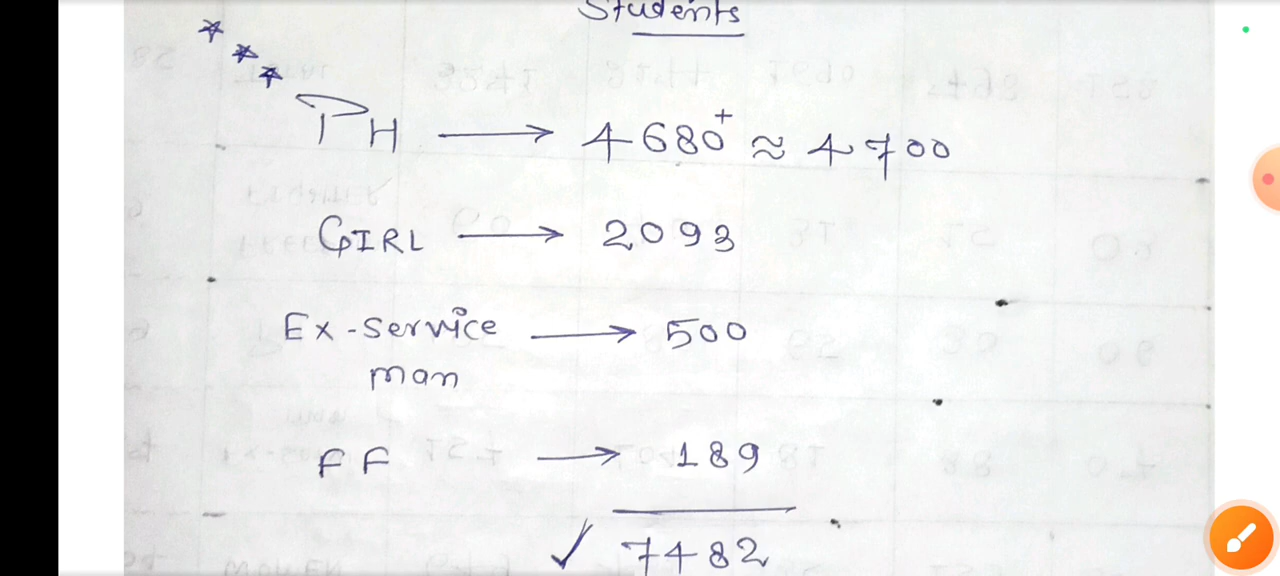 Students
PH → 4680+ ≈ 4700
GIRL → 2093
Ex-service man → 500
FF → 189
✓ 7482